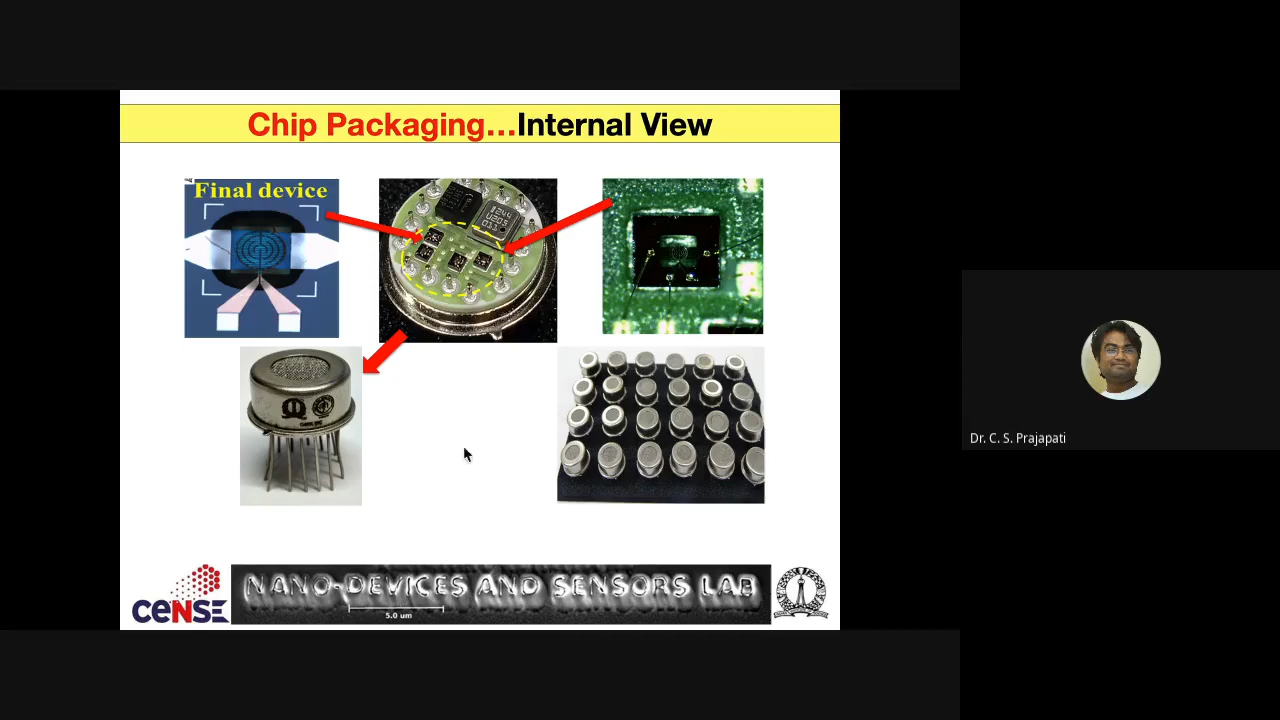 Chip Packaging...Internal View
Final device
CeNSE
NANO-DEVICES AND SENSORS LAB
5.0 um
Dr. C. S. Prajapati